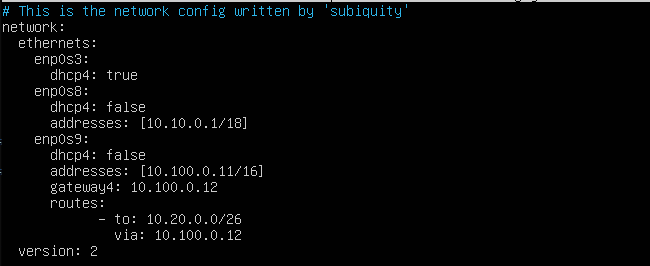 # This is the network config written by 'subiquity'
network:
  ethernets:
    enp0s3:
      dhcp4: true
    enp0s8:
      dhcp4: false
      addresses: [10.10.0.1/18]
    enp0s9:
      dhcp4: false
      addresses: [10.100.0.11/16]
      gateway4: 10.100.0.12
      routes:
            - to: 10.20.0.0/26
              via: 10.100.0.12
  version: 2